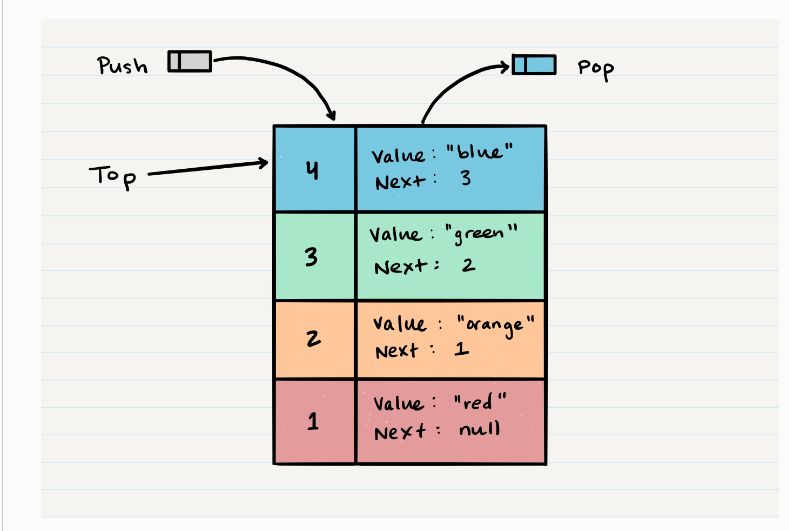 Push
Pop
Top
4
Value : "blue"
Next : 3
3
Value : "green"
Next : 2
2
Value : "orange"
Next : 1
1
Value : "red"
Next : null